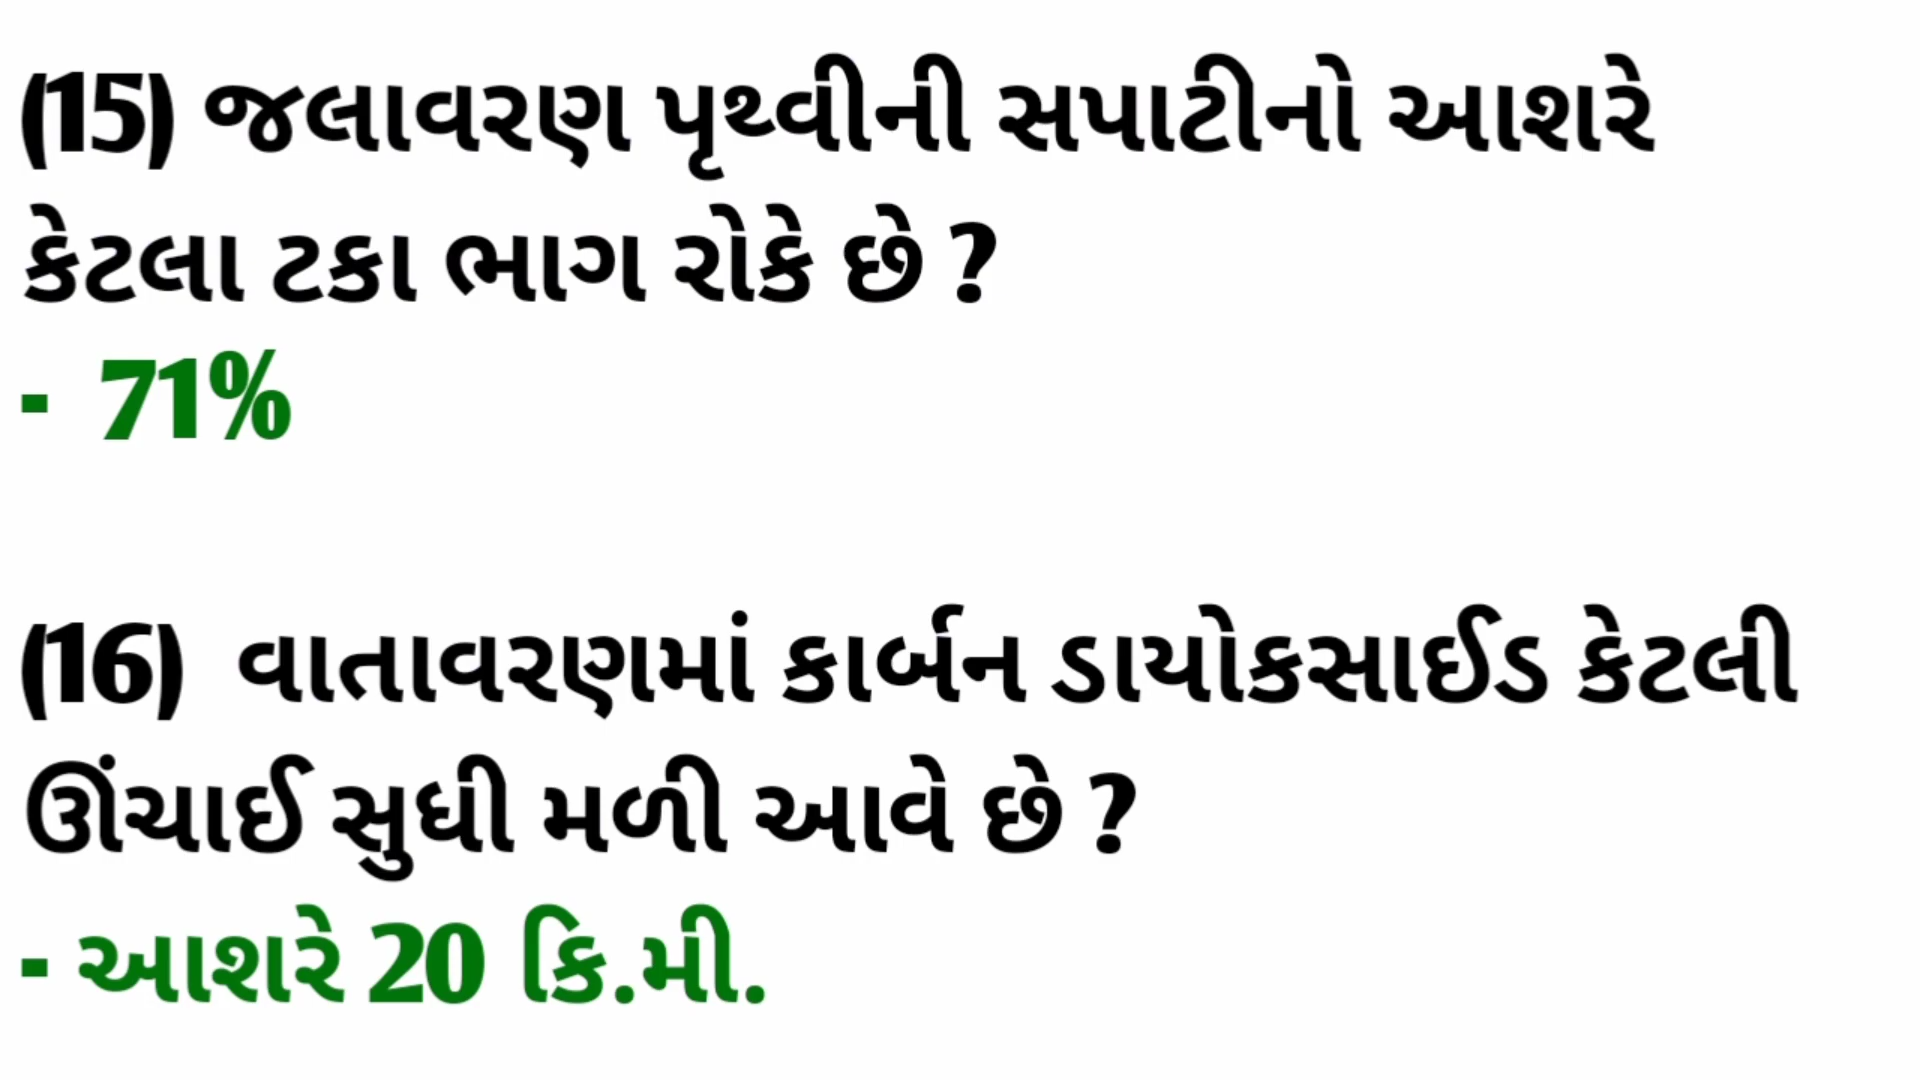 (15) જલાવરણ પૃથ્વીની સપાટીનો આશરે
કેટલા ટકા ભાગ રોકે છે ?
- 71%
(16) વાતાવરણમાં કાર્બન ડાયોકસાઈડ કેટલી
ઊંચાઈ સુધી મળી આવે છે ?
- આશરે 20 કિ.મી.